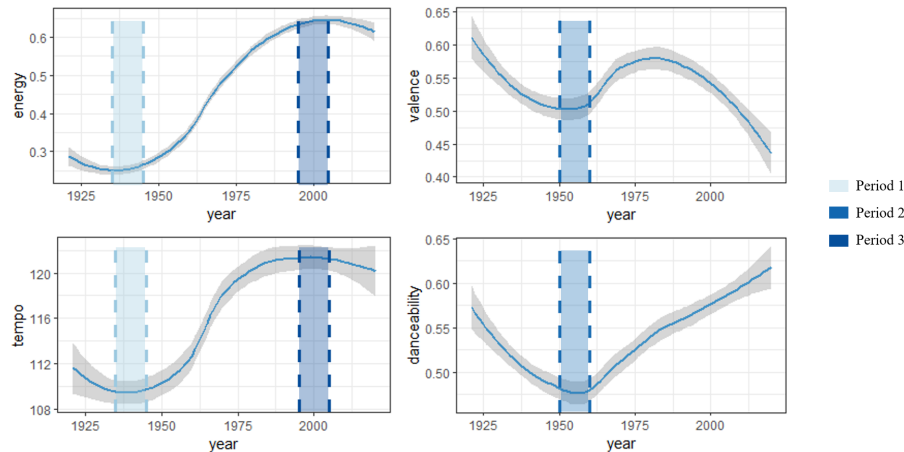 energy
0.6
0.5
0.4
0.3
1925 1950 1975 2000
year
valence
0.65
0.60
0.55
0.50
0.45
0.40
1925 1950 1975 2000
year
tempo
120
116
112
108
1925 1950 1975 2000
year
danceability
0.65
0.60
0.55
0.50
1925 1950 1975 2000
year
Period 1
Period 2
Period 3